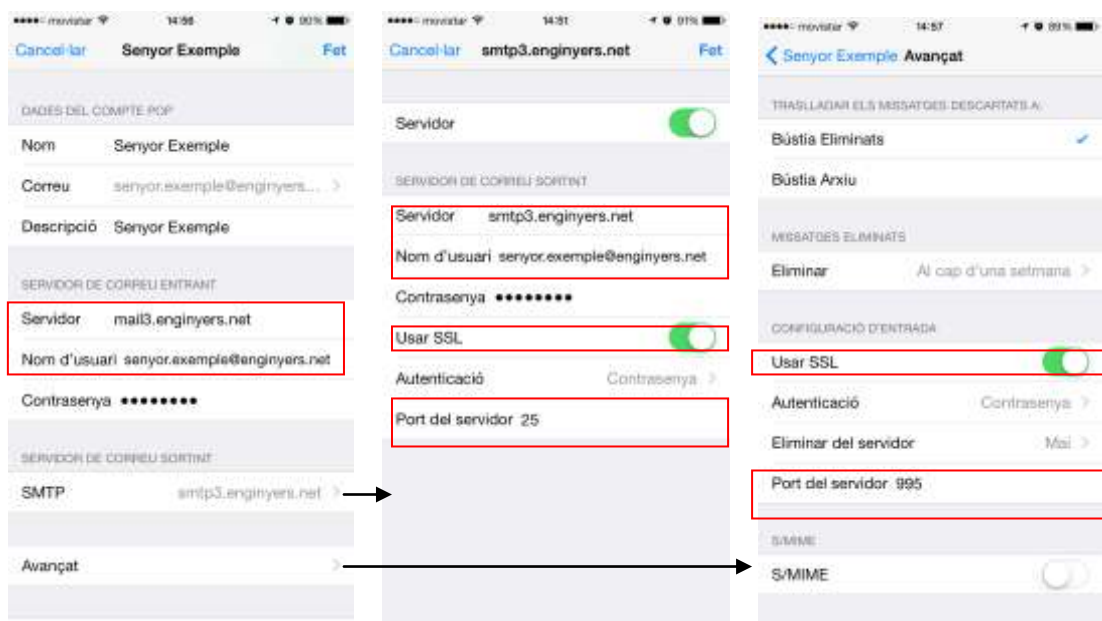 movistar 14:56 90%
Cancel·lar Senyor Exemple Fet
DADES DEL COMPTE POP
Nom Senyor Exemple
Correu senyor.exemple@enginyers....
Descripció Senyor Exemple
SERVIDOR DE CORREU ENTRANT
Servidor mail3.enginyers.net
Nom d'usuari senyor.exemple@enginyers.net
Contrasenya ●●●●●●●●
SERVIDOR DE CORREU SORTINT
SMTP smtp3.enginyers.net
Avançat
movistar 14:51 91%
Cancel·lar smtp3.enginyers.net Fet
Servidor
SERVIDOR DE CORREU SORTINT
Servidor smtp3.enginyers.net
Nom d'usuari senyor.exemple@enginyers.net
Contrasenya ●●●●●●●●
Usar SSL
Autenticació Contrasenya
Port del servidor 25
movistar 14:57 89%
Senyor Exemple Avançat
TRASLLADAR ELS MISSATGES DESCARTATS A:
Bústia Eliminats
Bústia Arxiu
MISSATGES ELIMINATS
Eliminar Al cap d'una setmana
CONFIGURACIÓ D'ENTRADA
Usar SSL
Autenticació Contrasenya
Eliminar del servidor Mai
Port del servidor 995
S/MIME
S/MIME